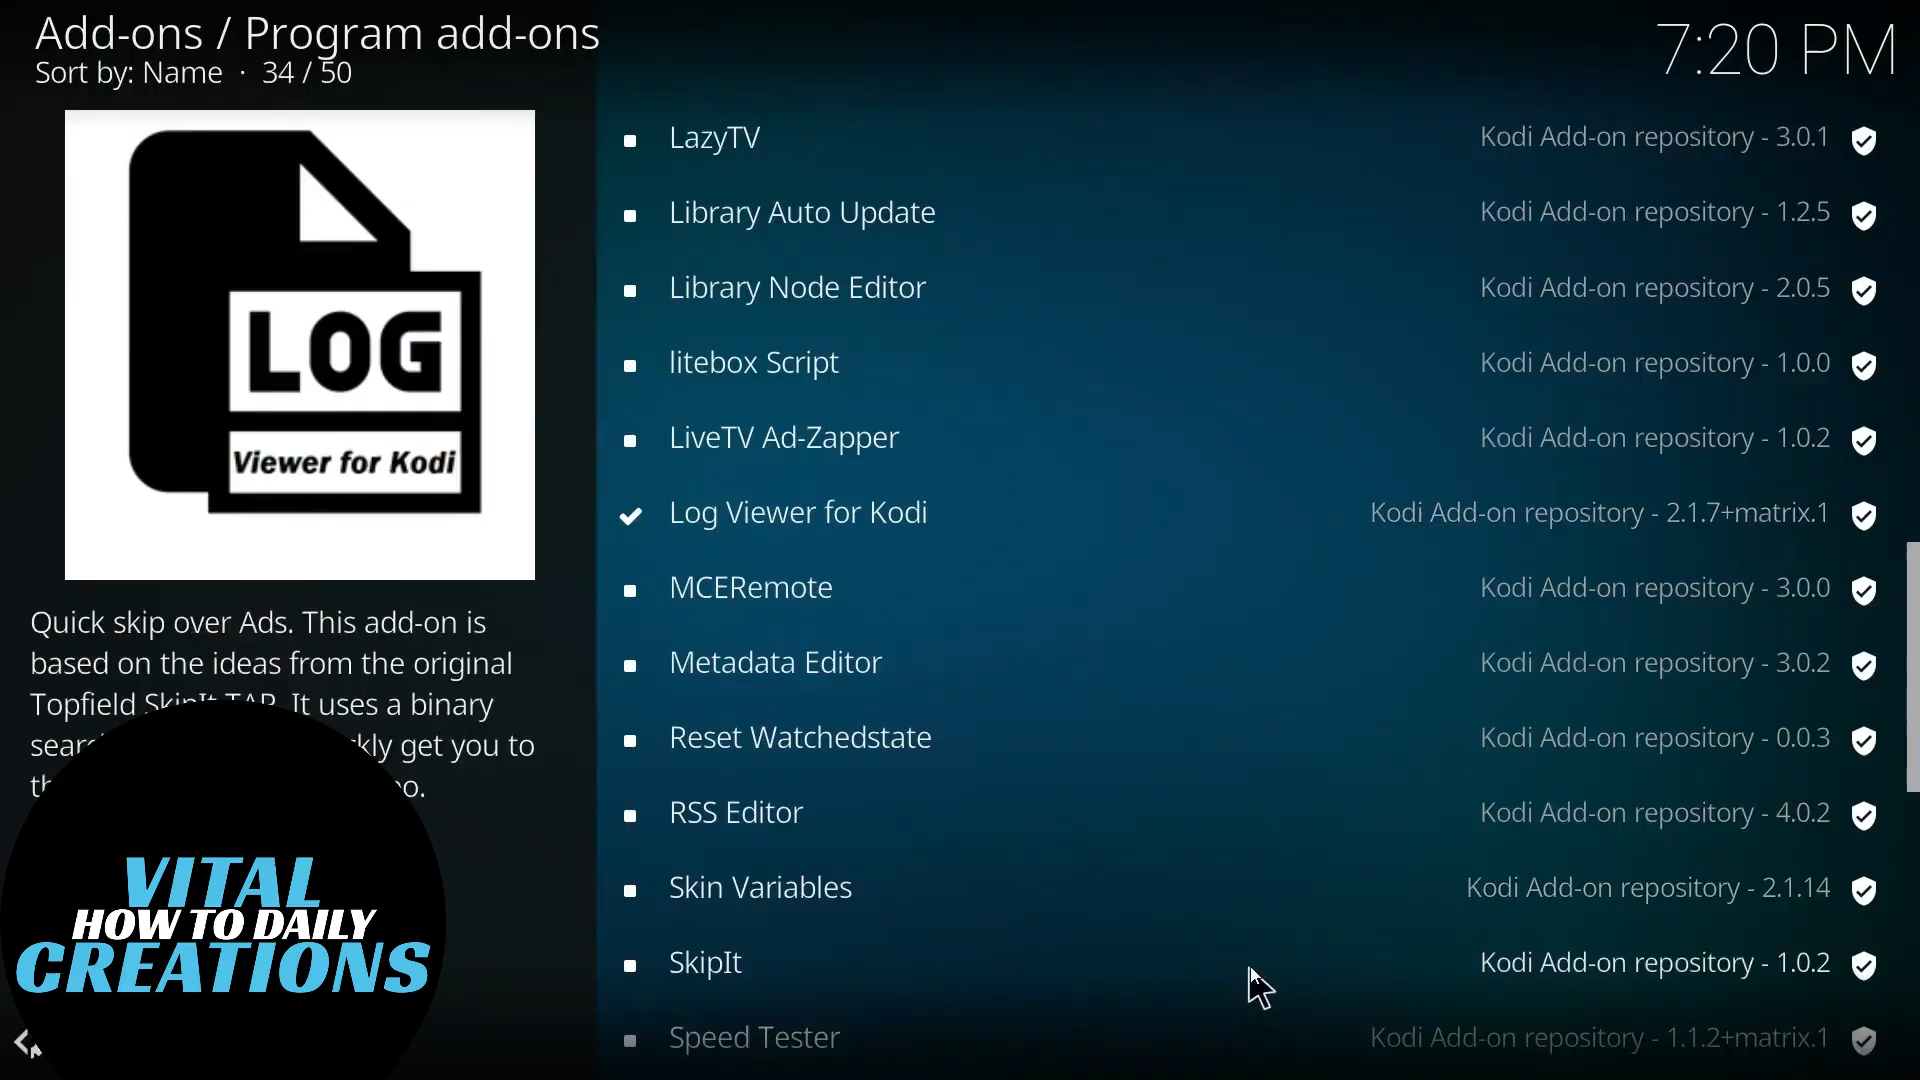 Add-ons / Program add-ons
Sort by: Name · 34 / 50
7:20 PM
LOG
Viewer for Kodi
Quick skip over Ads. This add-on is
based on the ideas from the original
Topfield SkipIt TAP. It uses a binary
get you to
VITAL
HOW TO DAILY
CREATIONS
LazyTV Kodi Add-on repository - 3.0.1
Library Auto Update Kodi Add-on repository - 1.2.5
Library Node Editor Kodi Add-on repository - 2.0.5
litebox Script Kodi Add-on repository - 1.0.0
LiveTV Ad-Zapper Kodi Add-on repository - 1.0.2
Log Viewer for Kodi Kodi Add-on repository - 2.1.7+matrix.1
MCERemote Kodi Add-on repository - 3.0.0
Metadata Editor Kodi Add-on repository - 3.0.2
Reset Watchedstate Kodi Add-on repository - 0.0.3
RSS Editor Kodi Add-on repository - 4.0.2
Skin Variables Kodi Add-on repository - 2.1.14
SkipIt Kodi Add-on repository - 1.0.2
Speed Tester Kodi Add-on repository - 1.1.2+matrix.1